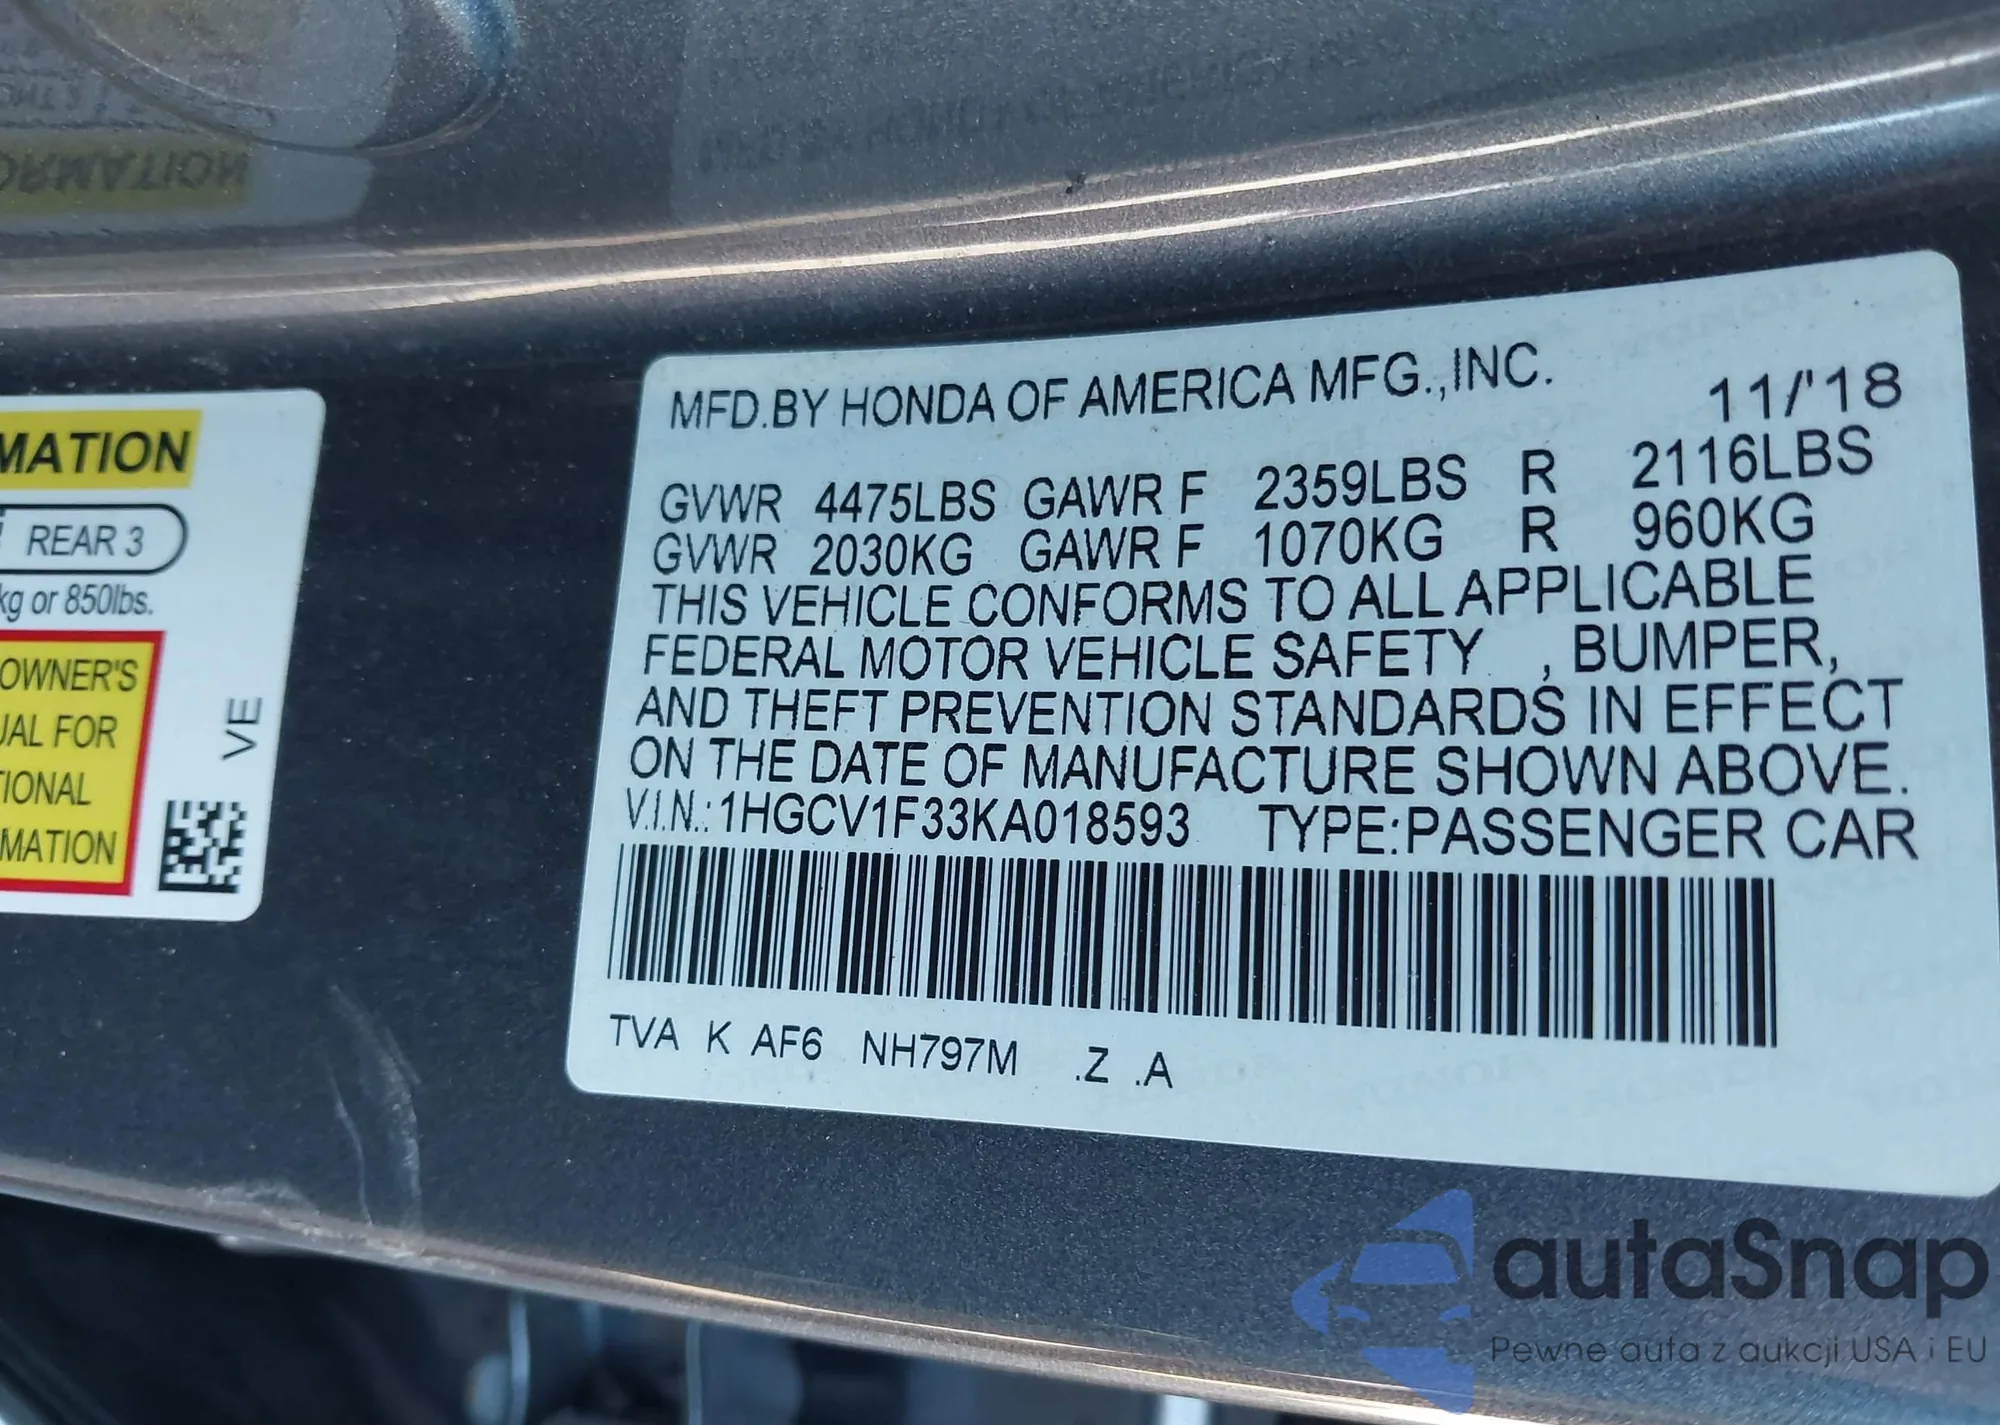 MATION
REAR 3
kg or 850lbs.
OWNER'S
UAL FOR
TIONAL
MATION
VE
MFD.BY HONDA OF AMERICA MFG.,INC. 11/'18
GVWR 4475LBS GAWR F 2359LBS R 2116LBS
GVWR 2030KG GAWR F 1070KG R 960KG
THIS VEHICLE CONFORMS TO ALL APPLICABLE
FEDERAL MOTOR VEHICLE SAFETY , BUMPER,
AND THEFT PREVENTION STANDARDS IN EFFECT
ON THE DATE OF MANUFACTURE SHOWN ABOVE.
V.I.N.: 1HGCV1F33KA018593 TYPE:PASSENGER CAR
TVA K AF6 NH797M .Z .A
autaSnap
Pewne auta z aukcji USA i EU